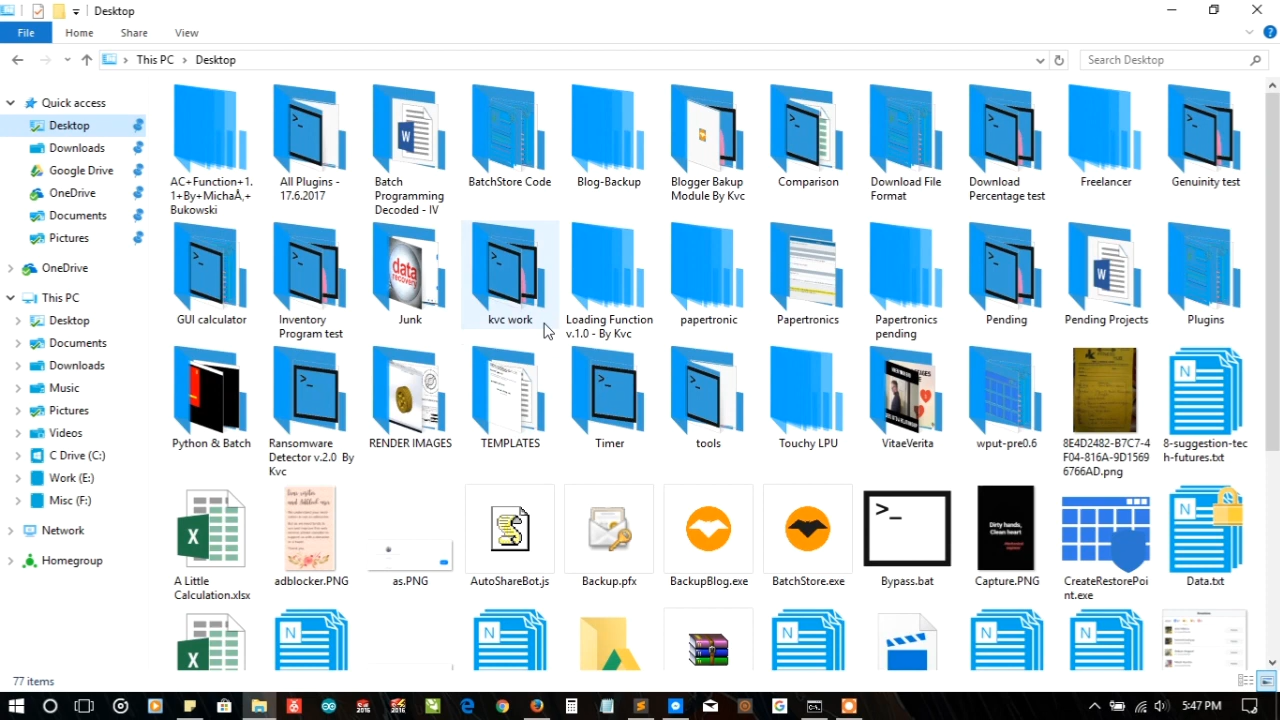 Desktop
File
Home
Share
View
This PC
Desktop
Search Desktop
Quick access
Desktop
Downloads
Google Drive
OneDrive
Documents
Pictures
OneDrive
This PC
Desktop
Documents
Downloads
Music
Pictures
Videos
C Drive (C:)
Work (E:)
Misc (F:)
Network
Homegroup
AC+Function+1.
1+By+MichaÅ‚+
Bukowski
All Plugins -
17.6.2017
Batch
Programming
Decoded - IV
BatchStore Code
Blog-Backup
Blogger Bakup
Module By Kvc
Comparison
Download File
Format
Download
Percentage test
Freelancer
Genuinity test
GUI calculator
Inventory
Program test
data
recovery
Junk
kvc work
Loading Function
v.1.0 - By Kvc
papertronic
Papertronics
Papertronics
pending
Pending
Pending Projects
Plugins
Python & Batch
Ransomware
Detector v.2.0 By
Kvc
RENDER IMAGES
TEMPLATES
Timer
tools
Touchy LPU
VitaeVerita
wput-pre0.6
8E4D2482-B7C7-4
F04-816A-9D1569
6766AD.png
8-suggestion-tec
h-futures.txt
A Little
Calculation.xlsx
adblocker.PNG
as.PNG
AutoShareBot.js
Backup.pfx
BackupBlog.exe
BatchStore.exe
Bypass.bat
Dirty hands,
Clean heart
Capture.PNG
CreateRestorePoi
nt.exe
Data.txt
77 items
5:47 PM